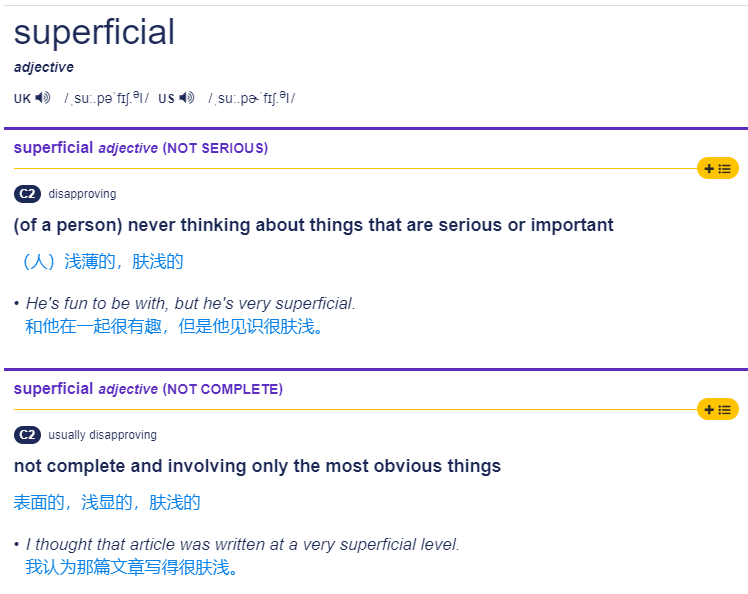 superficial
adjective
UK /ˌsuː.pəˈfɪʃ.əl/ US /ˌsuː.pɚˈfɪʃ.əl/
superficial adjective (NOT SERIOUS)
C2 disapproving
(of a person) never thinking about things that are serious or important
（人）浅薄的，肤浅的
• He's fun to be with, but he's very superficial.
和他在一起很有趣，但是他见识很肤浅。
superficial adjective (NOT COMPLETE)
C2 usually disapproving
not complete and involving only the most obvious things
表面的，浅显的，肤浅的
• I thought that article was written at a very superficial level.
我认为那篇文章写得很肤浅。